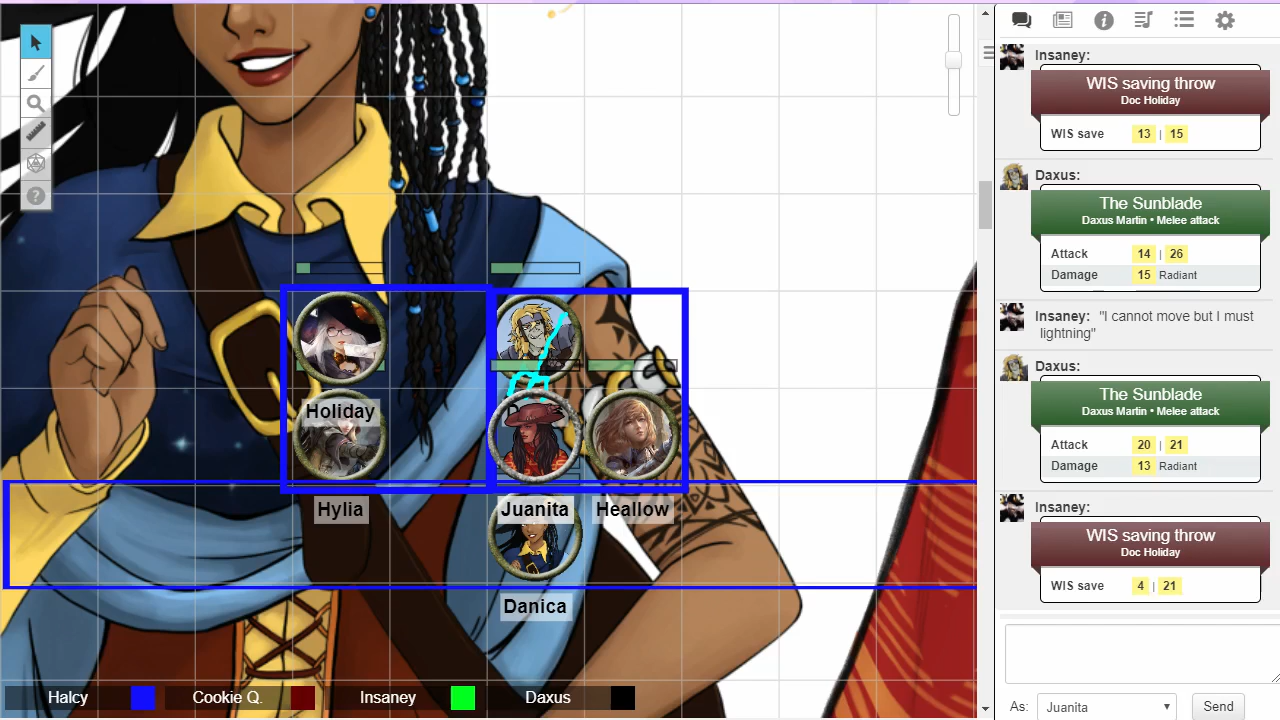 Insaney:
WIS saving throw
Doc Holiday
WIS save 13 | 15
Daxus:
The Sunblade
Daxus Martin • Melee attack
Attack 14 | 26
Damage 15 Radiant
Insaney: "I cannot move but I must
lightning"
Daxus:
The Sunblade
Daxus Martin • Melee attack
Attack 20 | 21
Damage 13 Radiant
Insaney:
WIS saving throw
Doc Holiday
WIS save 4 | 21
As: Juanita Send
Holiday
Hylia Juanita Heallow
Danica
Halcy Cookie Q. Insaney Daxus